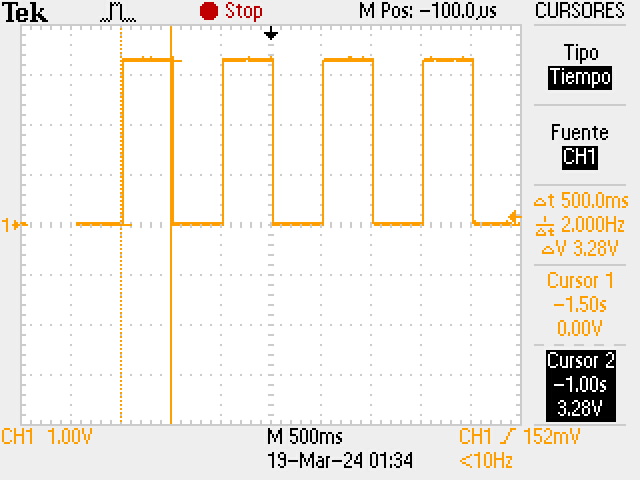 Tek Stop M Pos: -100.0µs CURSORES
Tipo
Tiempo
Fuente
CH1
Δt 500.0ms
1/Δt 2.000Hz
ΔV 3.28V
Cursor 1
-1.50s
0.00V
Cursor 2
-1.00s
3.28V
1
CH1 1.00V M 500ms CH1 152mV
19-Mar-24 01:34 <10Hz